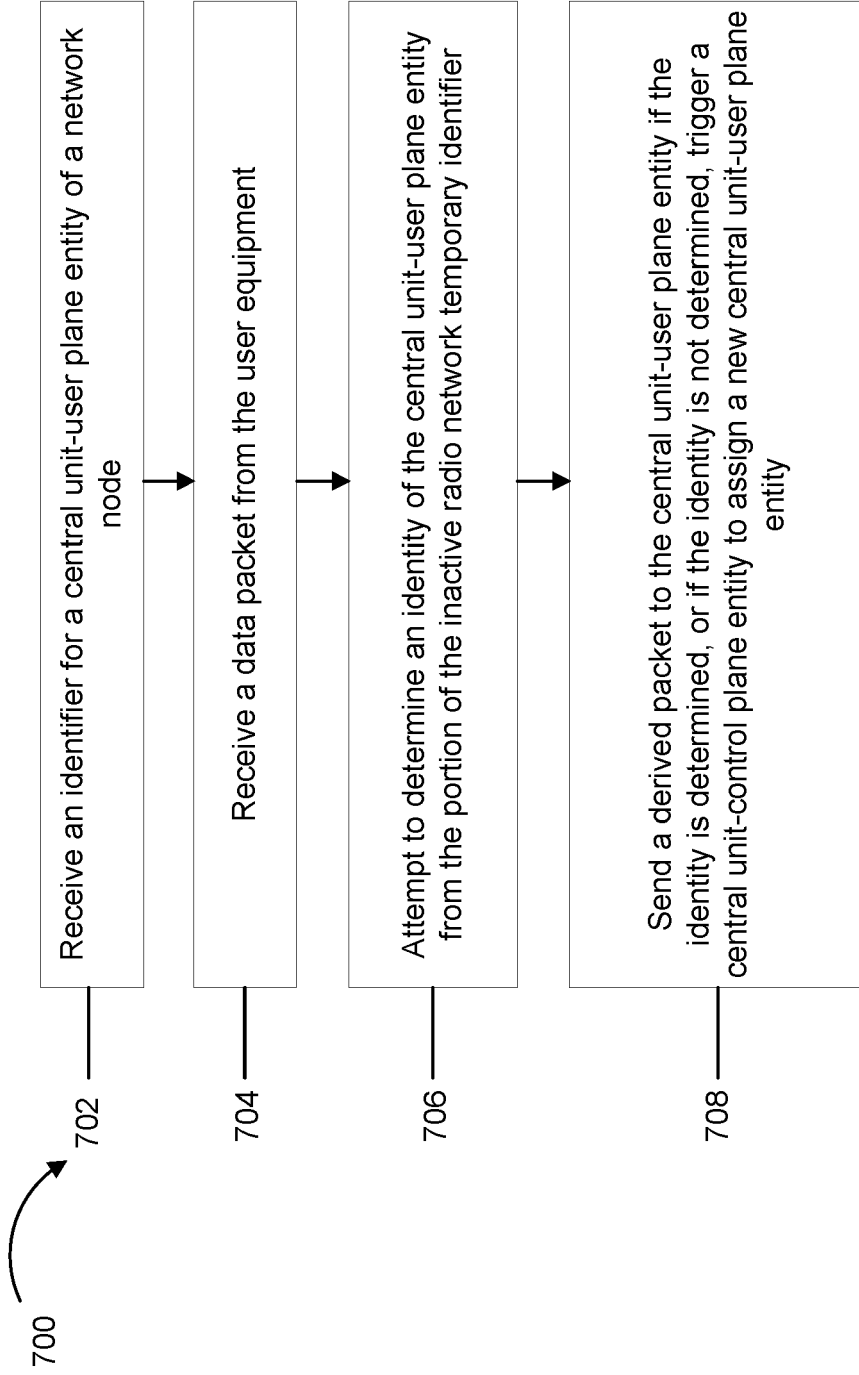 700
702
Receive an identifier for a central unit-user plane entity of a network
node
704
Receive a data packet from the user equipment
706
Attempt to determine an identity of the central unit-user plane entity
from the portion of the inactive radio network temporary identifier
708
Send a derived packet to the central unit-user plane entity if the
identity is determined, or if the identity is not determined, trigger a
central unit-control plane entity to assign a new central unit-user plane
entity